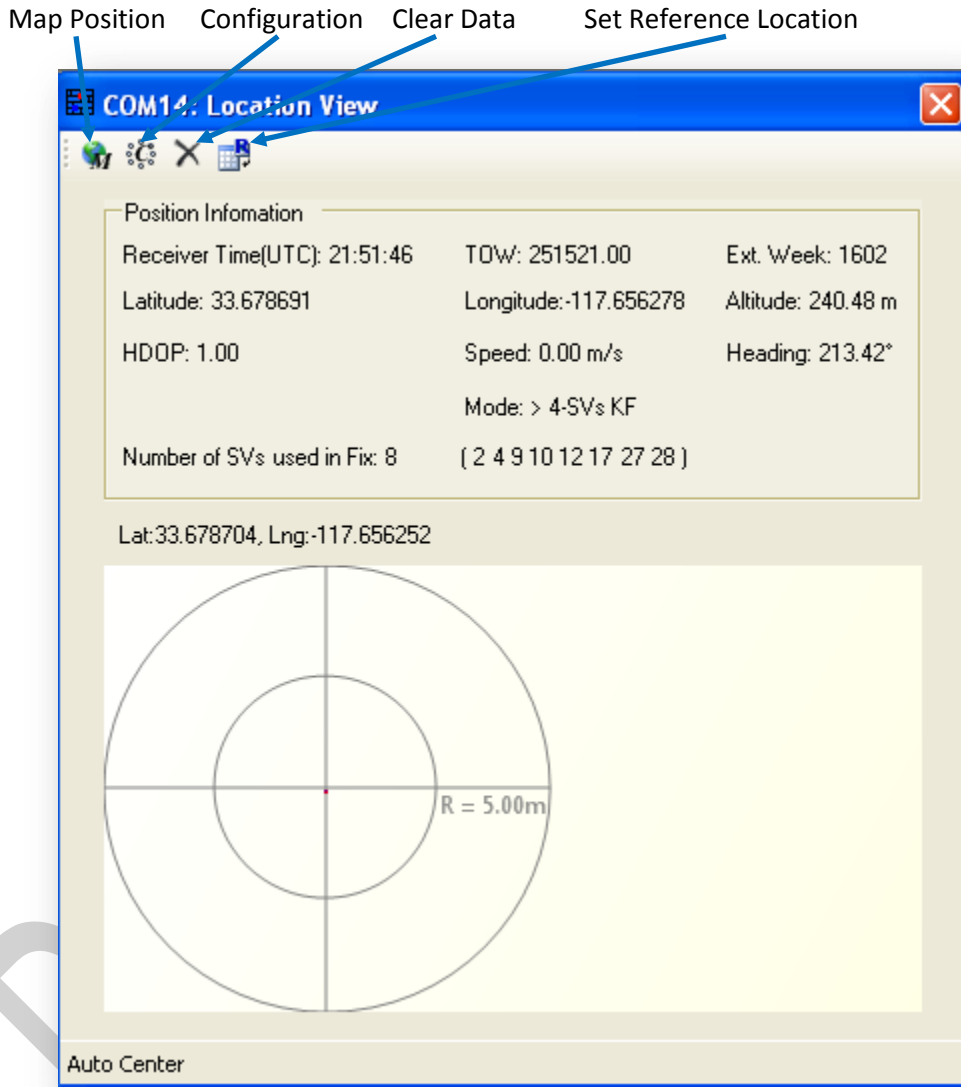 Map Position Configuration Clear Data Set Reference Location
COM14: Location View
M C R
Position Infomation
Receiver Time(UTC): 21:51:46 TOW: 251521.00 Ext. Week: 1602
Latitude: 33.678691 Longitude:-117.656278 Altitude: 240.48 m
HDOP: 1.00 Speed: 0.00 m/s Heading: 213.42°
Mode: > 4-SVs KF
Number of SVs used in Fix: 8 ( 2 4 9 10 12 17 27 28 )
Lat:33.678704, Lng:-117.656252
R = 5.00m
Auto Center